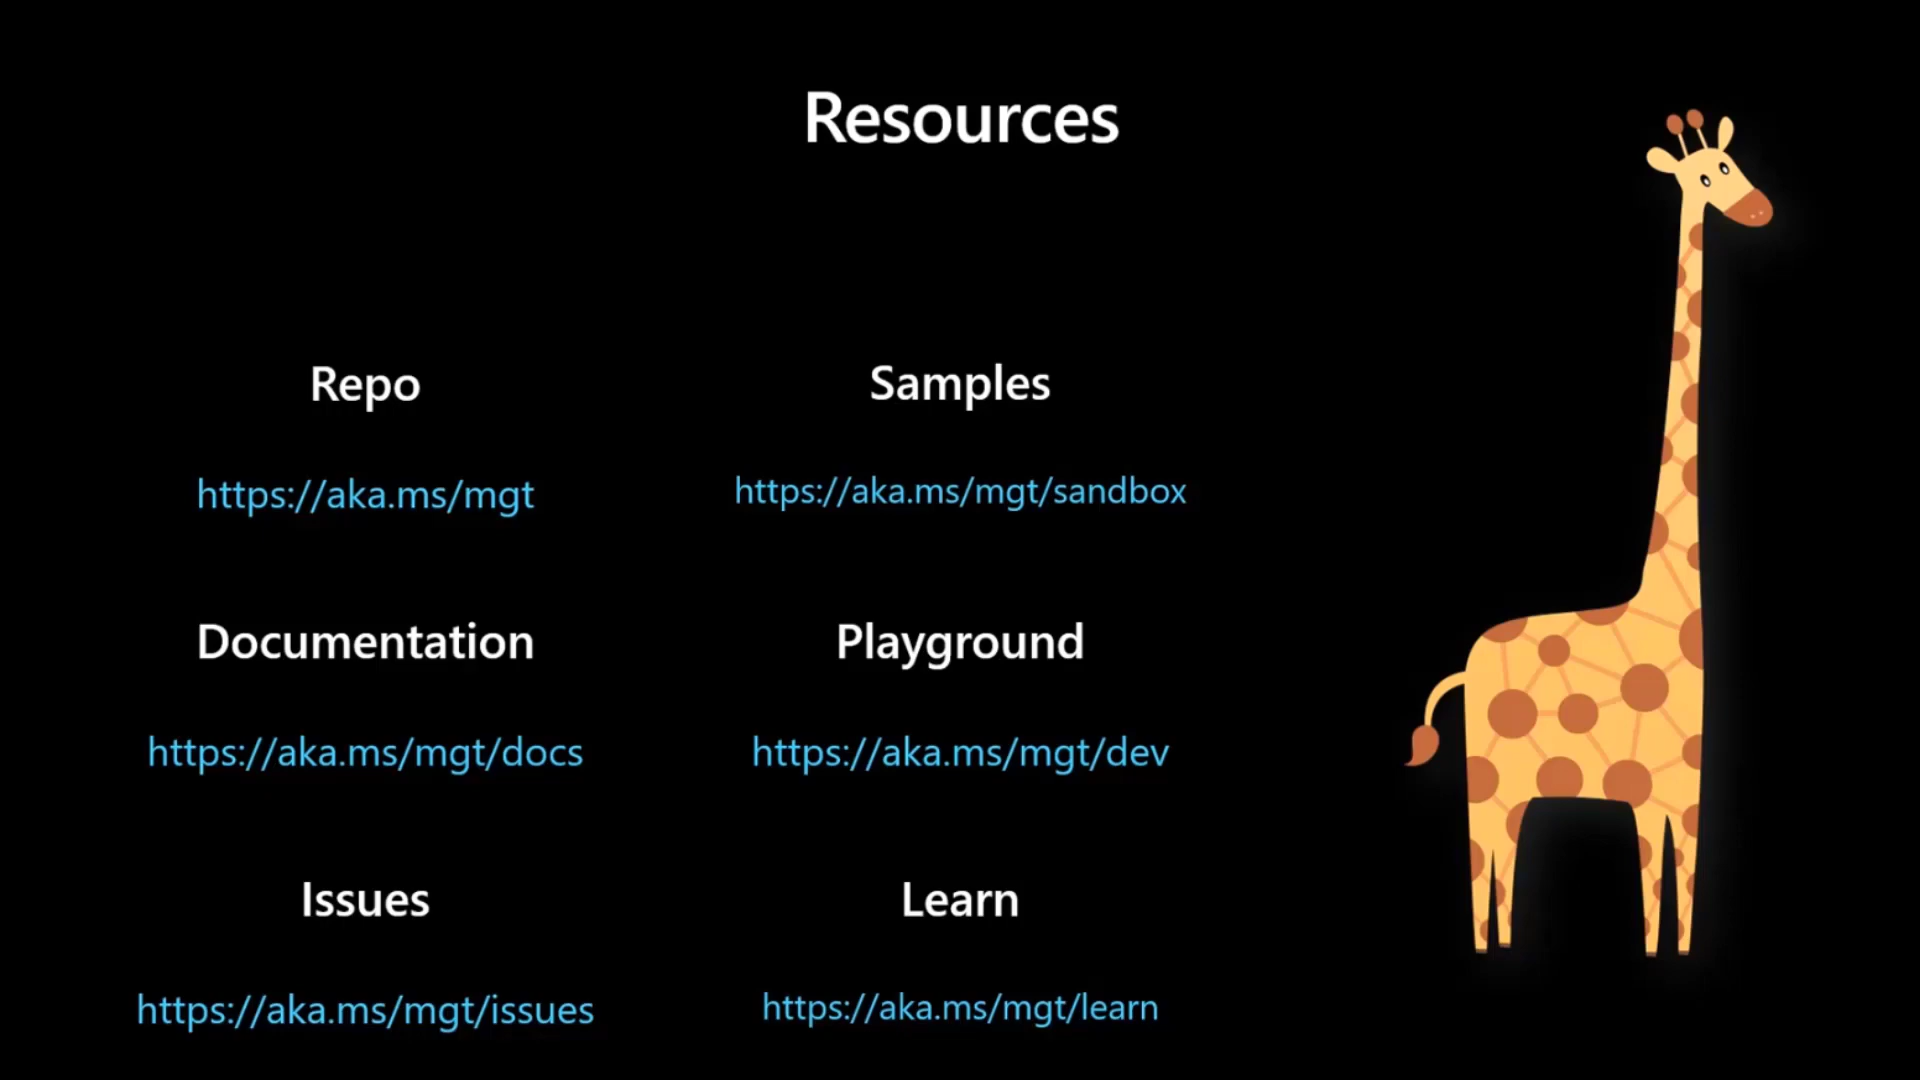 Resources
Repo
https://aka.ms/mgt
Samples
https://aka.ms/mgt/sandbox
Documentation
https://aka.ms/mgt/docs
Playground
https://aka.ms/mgt/dev
Issues
https://aka.ms/mgt/issues
Learn
https://aka.ms/mgt/learn